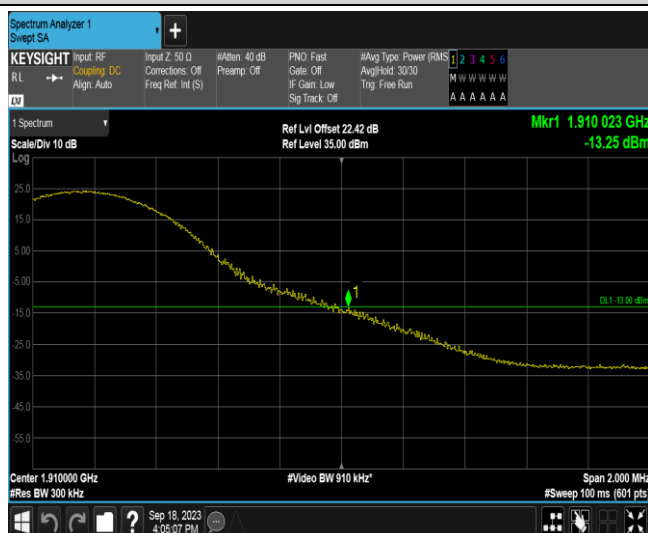 Spectrum Analyzer 1
Swept SA
+
KEYSIGHT
RL
LXI
Input: RF
Coupling: DC
Align: Auto
Input Z: 50 Ω
Corrections: Off
Freq Ref: Int (S)
#Atten: 40 dB
Preamp: Off
PNO: Fast
Gate: Off
IF Gain: Low
Sig Track: Off
#Avg Type: Power (RMS
Avg|Hold: 30/30
Trig: Free Run
1 2 3 4 5 6
M W W W W W
A A A A A A
1 Spectrum
Scale/Div 10 dB
Ref Lvl Offset 22.42 dB
Ref Level 35.00 dBm
Mkr1 1.910 023 GHz
-13.25 dBm
Log
25.0
15.0
5.00
-5.00
-15.0
-25.0
-35.0
-45.0
-55.0
1
DL1 -13.00 dBm
Center 1.910000 GHz
#Res BW 300 kHz
#Video BW 910 kHz*
Span 2.000 MHz
#Sweep 100 ms (601 pts)
?
Sep 18, 2023
4:05:07 PM